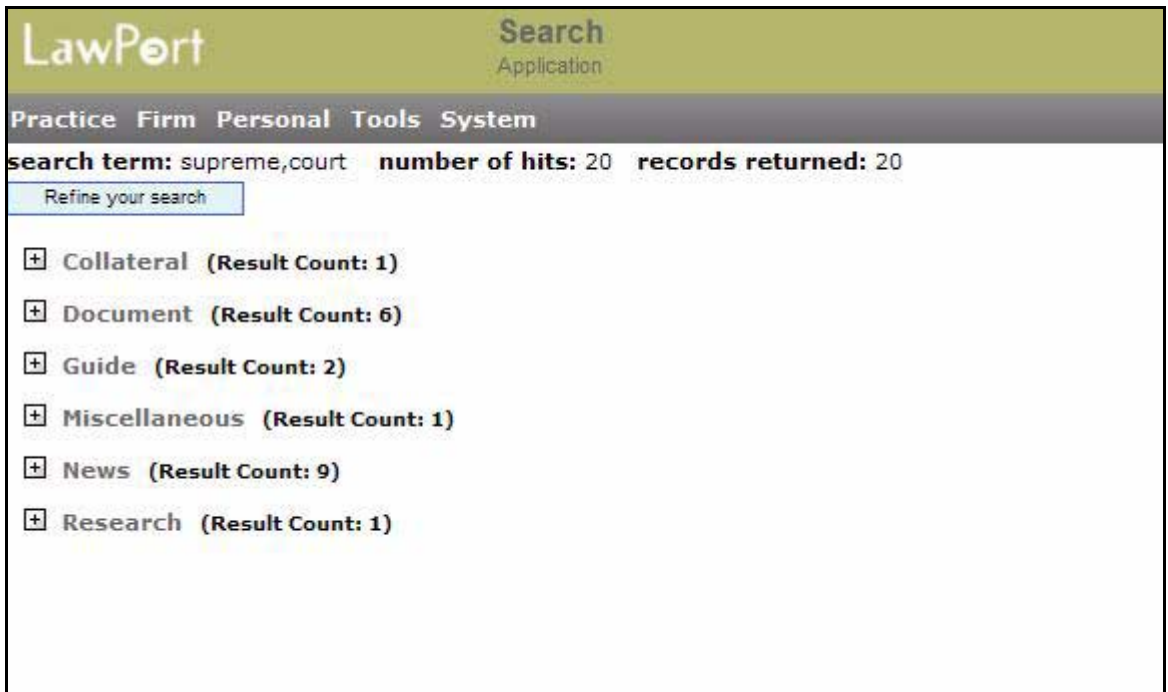 LawPort
Search
Application
Practice Firm Personal Tools System
search term: supreme,court number of hits: 20 records returned: 20
Refine your search
Collateral (Result Count: 1)
Document (Result Count: 6)
Guide (Result Count: 2)
Miscellaneous (Result Count: 1)
News (Result Count: 9)
Research (Result Count: 1)